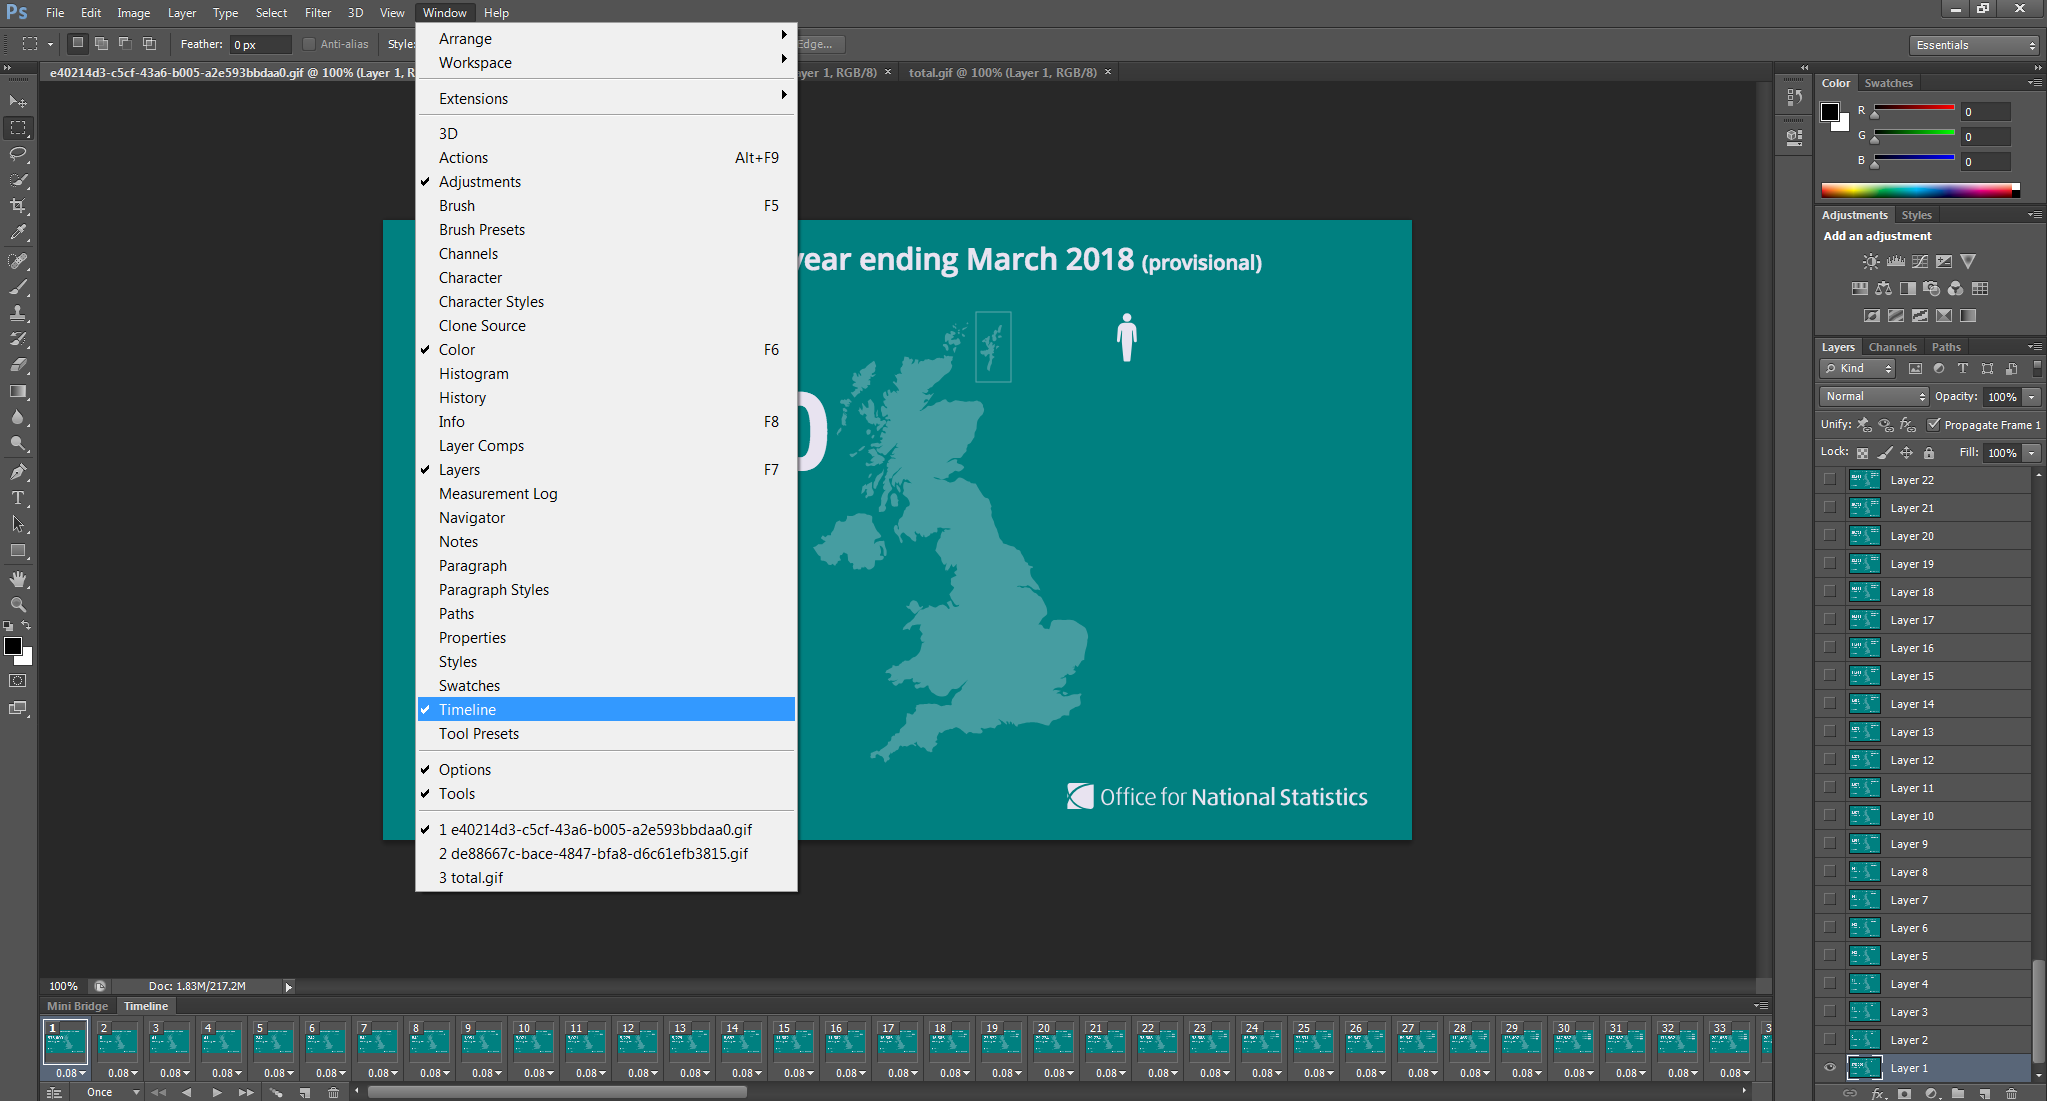 Ps File Edit Image Layer Type Select Filter 3D View Window Help
Feather: 0 px Anti-alias Style: Edge... Essentials
e40214d3-c5cf-43a6-b005-a2e593bbdaa0.gif @ 100% (Layer 1, R ayer 1, RGB/8) × total.gif @ 100% (Layer 1, RGB/8) ×
Arrange
Workspace
Extensions
3D
Actions Alt+F9
Adjustments
Brush F5
Brush Presets
Channels
Character
Character Styles
Clone Source
Color F6
Histogram
History
Info F8
Layer Comps
Layers F7
Measurement Log
Navigator
Notes
Paragraph
Paragraph Styles
Paths
Properties
Styles
Swatches
Timeline
Tool Presets
Options
Tools
1 e40214d3-c5cf-43a6-b005-a2e593bbdaa0.gif
2 de88667c-bace-4847-bfa8-d6c61efb3815.gif
3 total.gif
year ending March 2018 (provisional)
0
Office for National Statistics
Color Swatches
R 0
G 0
B 0
Adjustments Styles
Add an adjustment
Layers Channels Paths
Kind
Normal Opacity: 100%
Unify: Propagate Frame 1
Lock: Fill: 100%
Layer 22
Layer 21
Layer 20
Layer 19
Layer 18
Layer 17
Layer 16
Layer 15
Layer 14
Layer 13
Layer 12
Layer 11
Layer 10
Layer 9
Layer 8
Layer 7
Layer 6
Layer 5
Layer 4
Layer 3
Layer 2
Layer 1
100% Doc: 1.83M/217.2M
Mini Bridge Timeline
1 2 3 4 5 6 7 8 9 10 11 12 13 14 15 16 17 18 19 20 21 22 23 24 25 26 27 28 29 30 31 32 33
0.08 0.08 0.08 0.08 0.08 0.08 0.08 0.08 0.08 0.08 0.08 0.08 0.08 0.08 0.08 0.08 0.08 0.08 0.08 0.08 0.08 0.08 0.08 0.08 0.08 0.08 0.08 0.08 0.08 0.08 0.08 0.08 0.08
Once